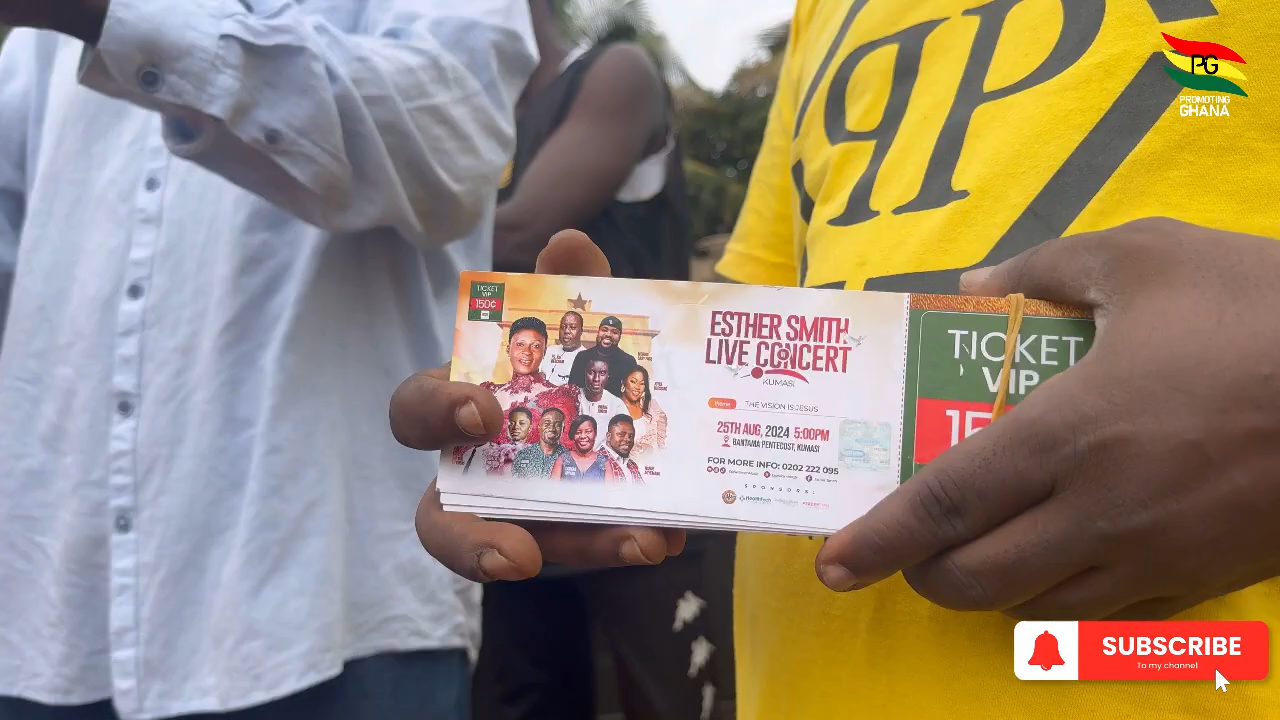 PG
PROMOTING
GHANA
TICKET
VIP
150¢
ESTHER SMITH
LIVE CONCERT
KUMASI
THE VISION IS JESUS
25TH AUG, 2024 5:00PM
BANTAMA PENTECOST, KUMASI
FOR MORE INFO: 0202 222 095
SPONSORS:
TICKET
VIP
SUBSCRIBE
To my channel